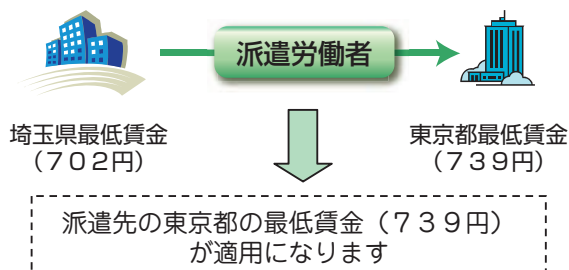 派遣労働者
埼玉県最低賃金
（７０２円）
東京都最低賃金
（７３９円）
派遣先の東京都の最低賃金（７３９円）
が適用になります